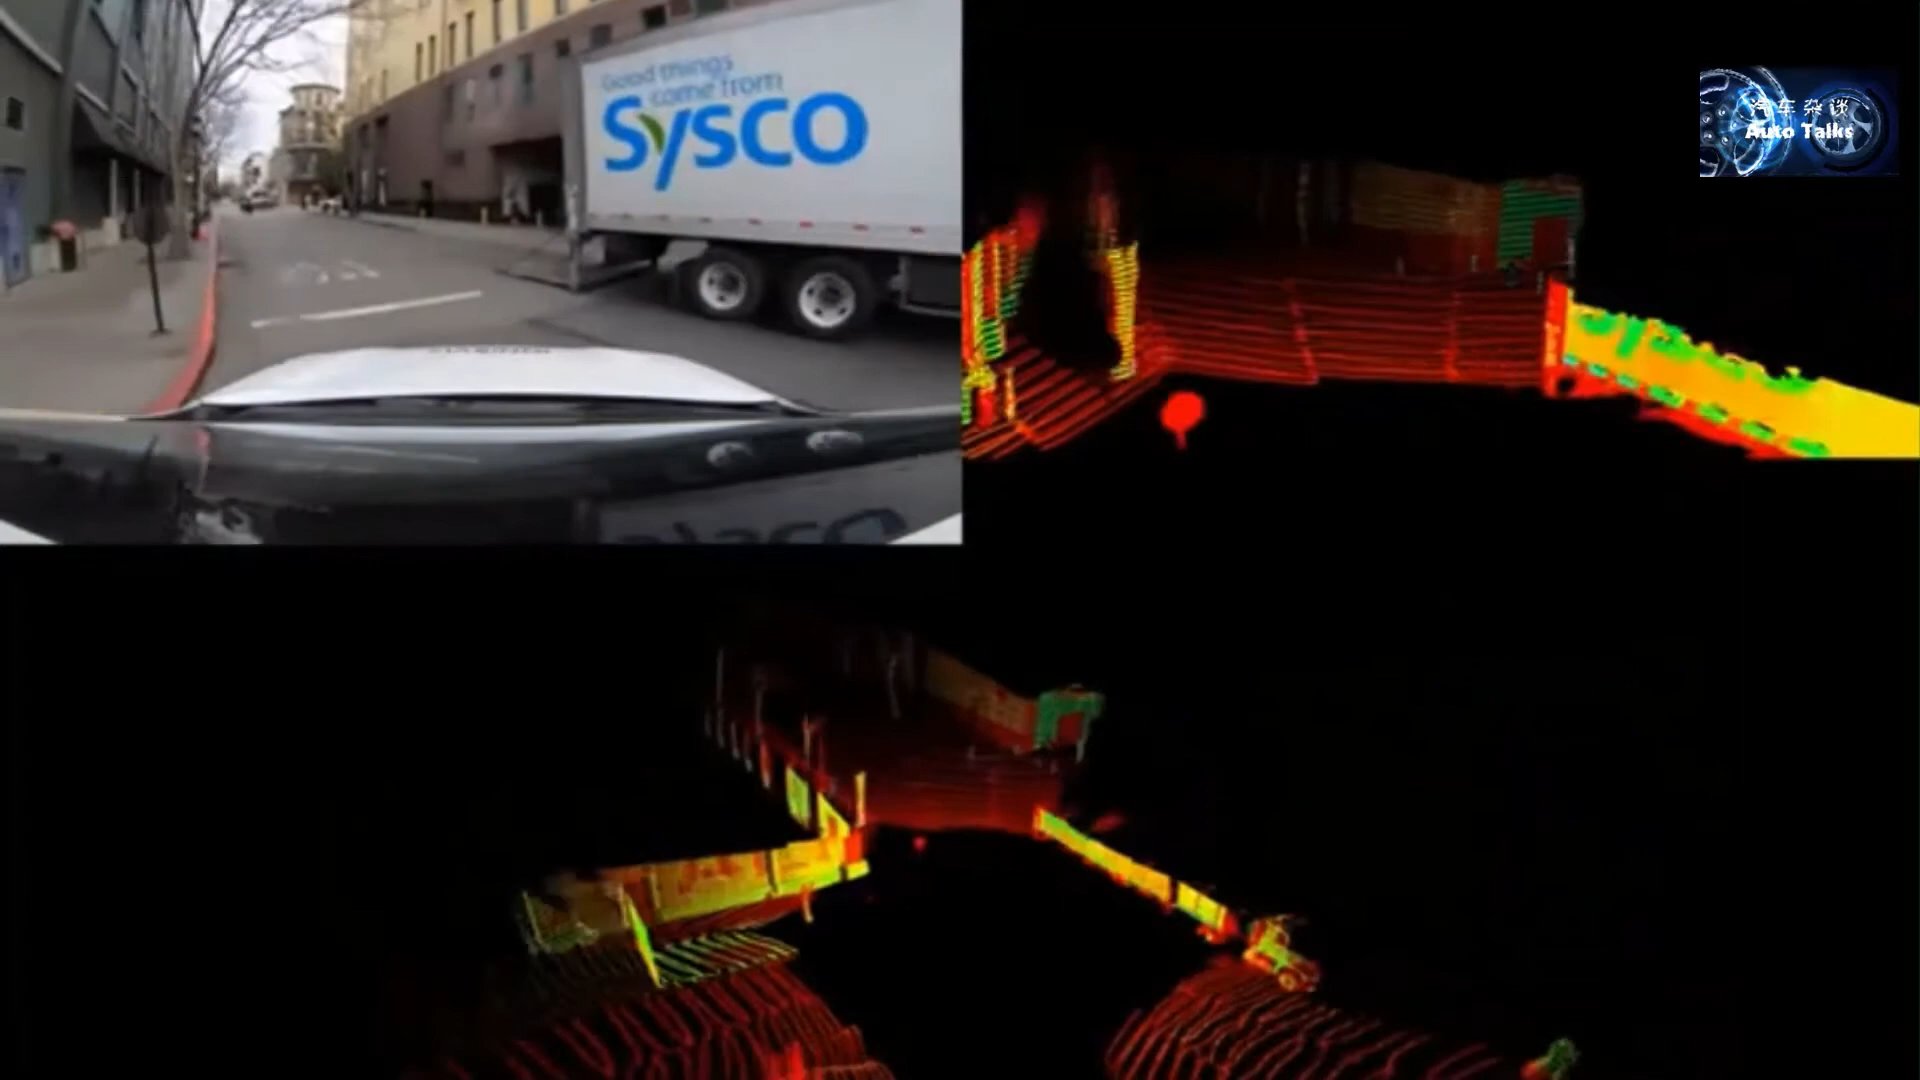 Good things
come from
Sysco
汽车杂谈
Auto Talks